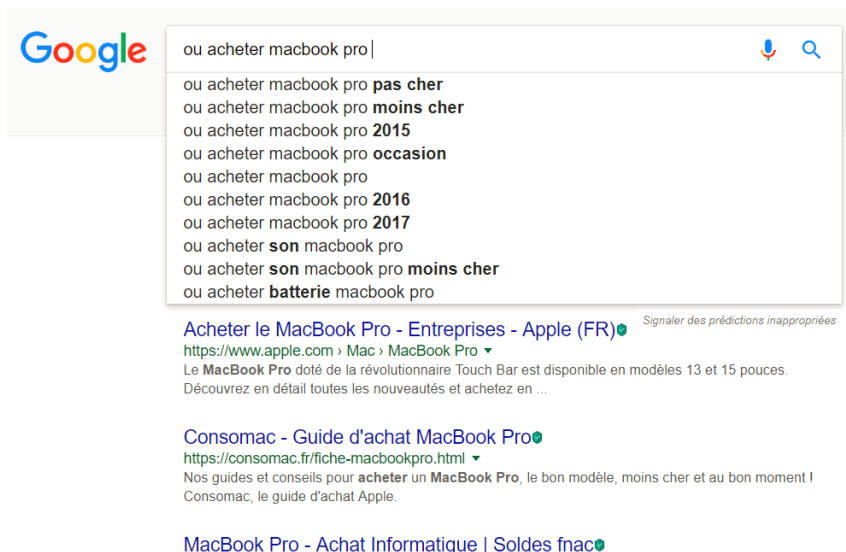 Google
ou acheter macbook pro
ou acheter macbook pro pas cher
ou acheter macbook pro moins cher
ou acheter macbook pro 2015
ou acheter macbook pro occasion
ou acheter macbook pro
ou acheter macbook pro 2016
ou acheter macbook pro 2017
ou acheter son macbook pro
ou acheter son macbook pro moins cher
ou acheter batterie macbook pro
Signaler des prédictions inappropriées
Acheter le MacBook Pro - Entreprises - Apple (FR)
https://www.apple.com › Mac › MacBook Pro
Le MacBook Pro doté de la révolutionnaire Touch Bar est disponible en modèles 13 et 15 pouces.
Découvrez en détail toutes les nouveautés et achetez en ...
Consomac - Guide d'achat MacBook Pro
https://consomac.fr/fiche-macbookpro.html
Nos guides et conseils pour acheter un MacBook Pro, le bon modèle, moins cher et au bon moment !
Consomac, le guide d'achat Apple.
MacBook Pro - Achat Informatique | Soldes fnac